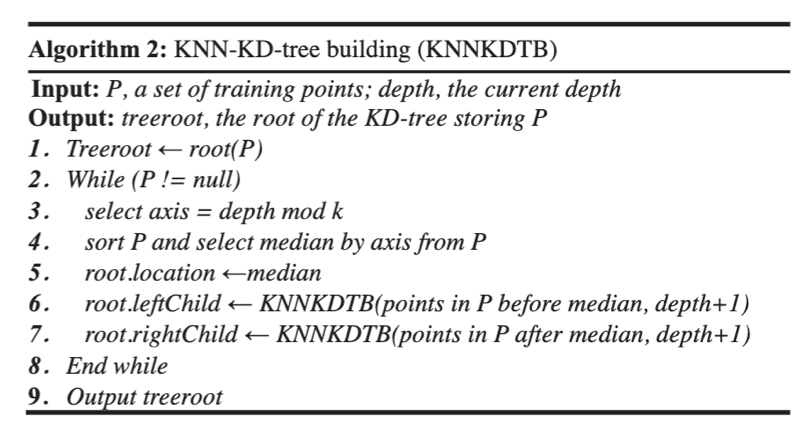 Algorithm 2: KNN-KD-tree building (KNNKDTB)
Input: P, a set of training points; depth, the current depth
Output: treeroot, the root of the KD-tree storing P
1. Treeroot ← root(P)
2. While (P != null)
3. select axis = depth mod k
4. sort P and select median by axis from P
5. root.location ←median
6. root.leftChild ← KNNKDTB(points in P before median, depth+1)
7. root.rightChild ← KNNKDTB(points in P after median, depth+1)
8. End while
9. Output treeroot